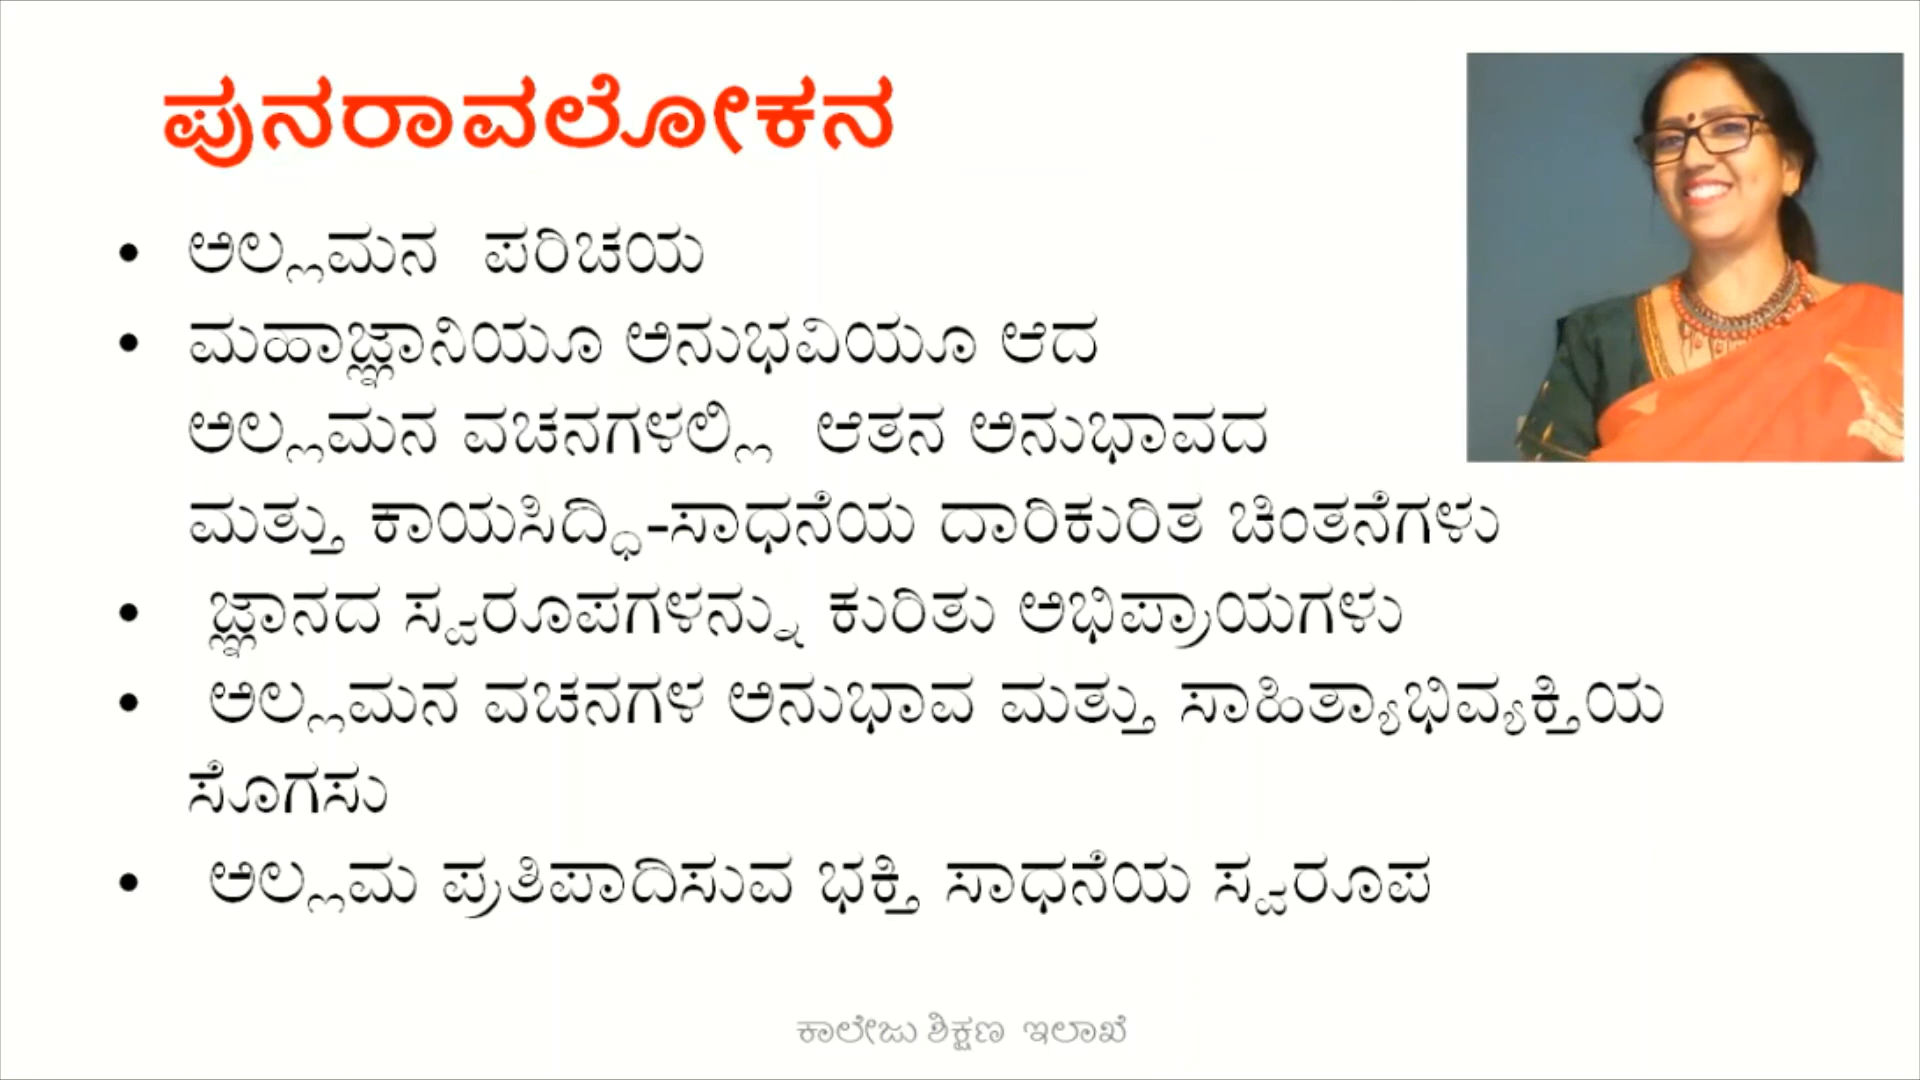 ಪುನರಾವಲೋಕನ
• ಅಲ್ಲಮನ ಪರಿಚಯ
• ಮಹಾಜ್ಞಾನಿಯೂ ಅನುಭವಿಯೂ ಆದ
ಅಲ್ಲಮನ ವಚನಗಳಲ್ಲಿ ಆತನ ಅನುಭಾವದ
ಮತ್ತು ಕಾಯಸಿದ್ಧಿ-ಸಾಧನೆಯ ದಾರಿಕುರಿತ ಚಿಂತನೆಗಳು
• ಜ್ಞಾನದ ಸ್ವರೂಪಗಳನ್ನು ಕುರಿತು ಅಭಿಪ್ರಾಯಗಳು
• ಅಲ್ಲಮನ ವಚನಗಳ ಅನುಭಾವ ಮತ್ತು ಸಾಹಿತ್ಯಾಭಿವ್ಯಕ್ತಿಯ
ಸೊಗಸು
• ಅಲ್ಲಮ ಪ್ರತಿಪಾದಿಸುವ ಭಕ್ತಿ ಸಾಧನೆಯ ಸ್ವರೂಪ
ಕಾಲೇಜು ಶಿಕ್ಷಣ ಇಲಾಖೆ